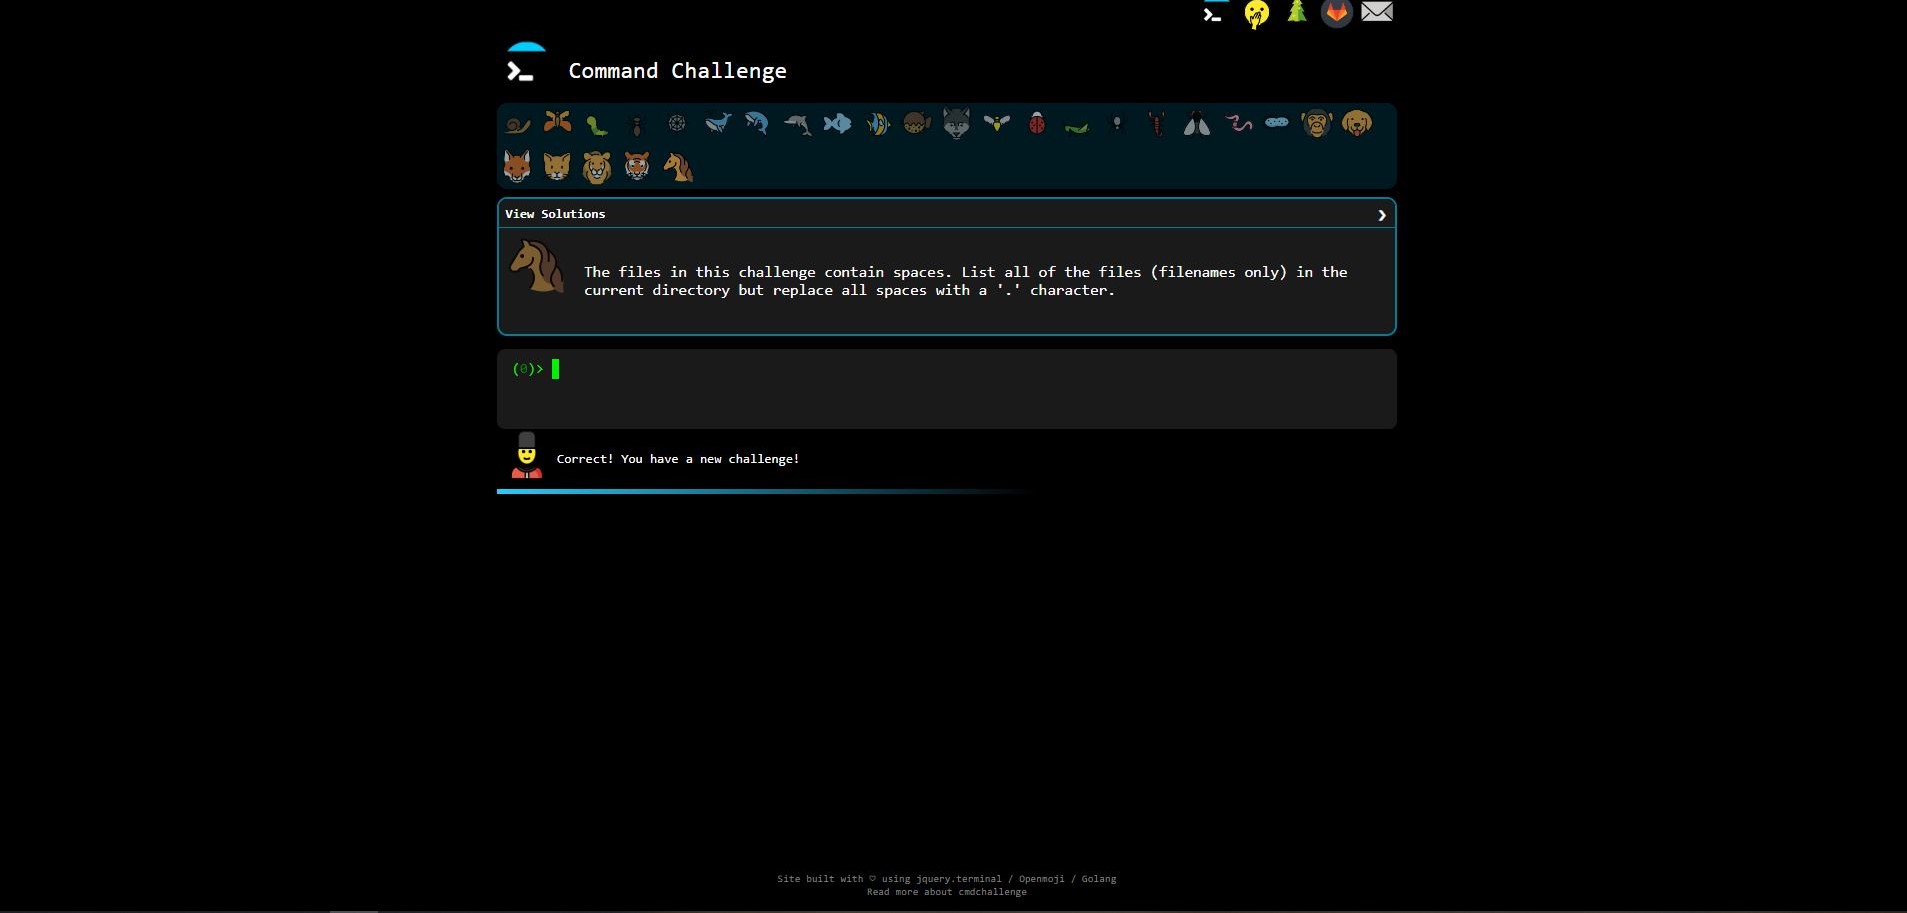 Command Challenge
View Solutions
The files in this challenge contain spaces. List all of the files (filenames only) in the
current directory but replace all spaces with a '.' character.
(0)>
Correct! You have a new challenge!
Site built with ♡ using jquery.terminal / Openmoji / Golang
Read more about cmdchallenge